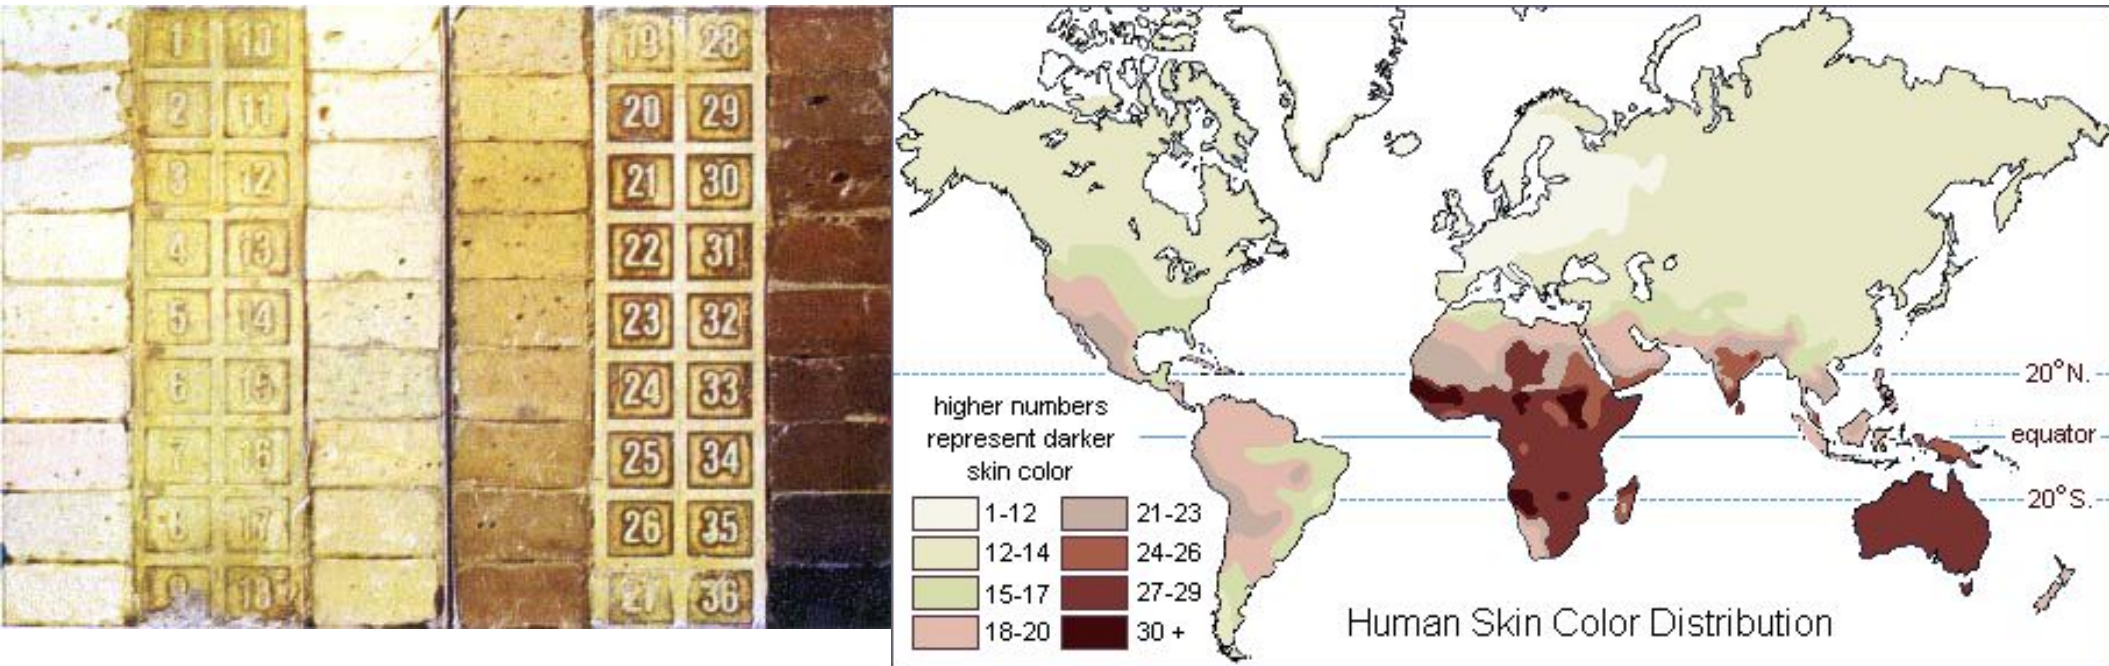 1 10
2 11
3 12
4 13
5 14
6 15
7 16
8 17
9 18
19 28
20 29
21 30
22 31
23 32
24 33
25 34
26 35
27 36
20°N.
equator
20°S.
higher numbers
represent darker
skin color
1-12 21-23
12-14 24-26
15-17 27-29
18-20 30 +
Human Skin Color Distribution